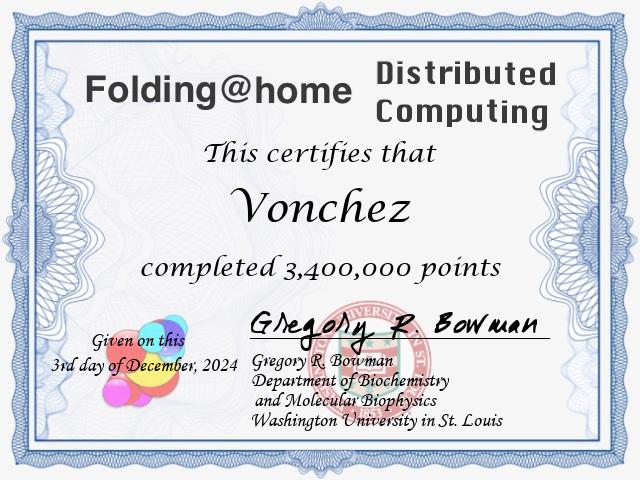 Folding@home
Distributed
Computing
This certifies that
Vonchez
completed 3,400,000 points
Given on this
3rd day of December, 2024
Gregory R. Bowman
Gregory R. Bowman
Department of Biochemistry
and Molecular Biophysics
Washington University in St. Louis
1853